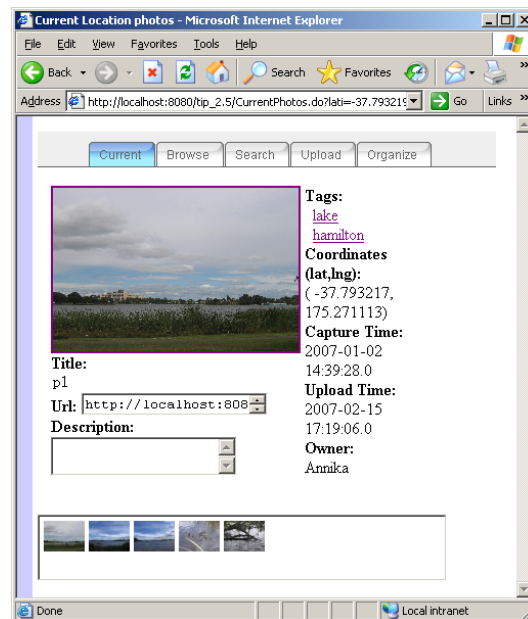 Current Location photos - Microsoft Internet Explorer
File Edit View Favorites Tools Help
Back Search Favorites
Address http://localhost:8080/tip_2.5/CurrentPhotos.do?lati=-37.793219 Go Links
Current Browse Search Upload Organize
Tags:
lake
hamilton
Coordinates
(lat,lng):
( -37.793217,
175.271113)
Capture Time:
2007-01-02
14:39:28.0
Upload Time:
2007-02-15
17:19:06.0
Owner:
Annika
Title:
p1
Url: http://localhost:808
Description:
Done Local intranet